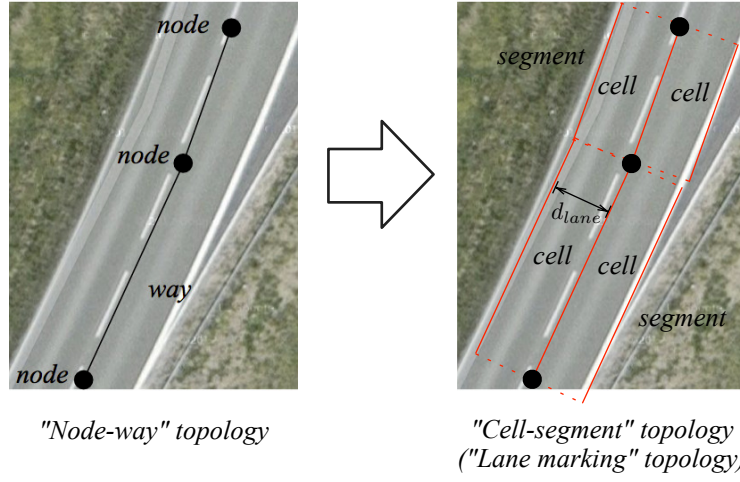 node
node
way
node
"Node-way" topology
segment
cell
cell
d_lane
cell
cell
segment
"Cell-segment" topology
("Lane marking" topology)